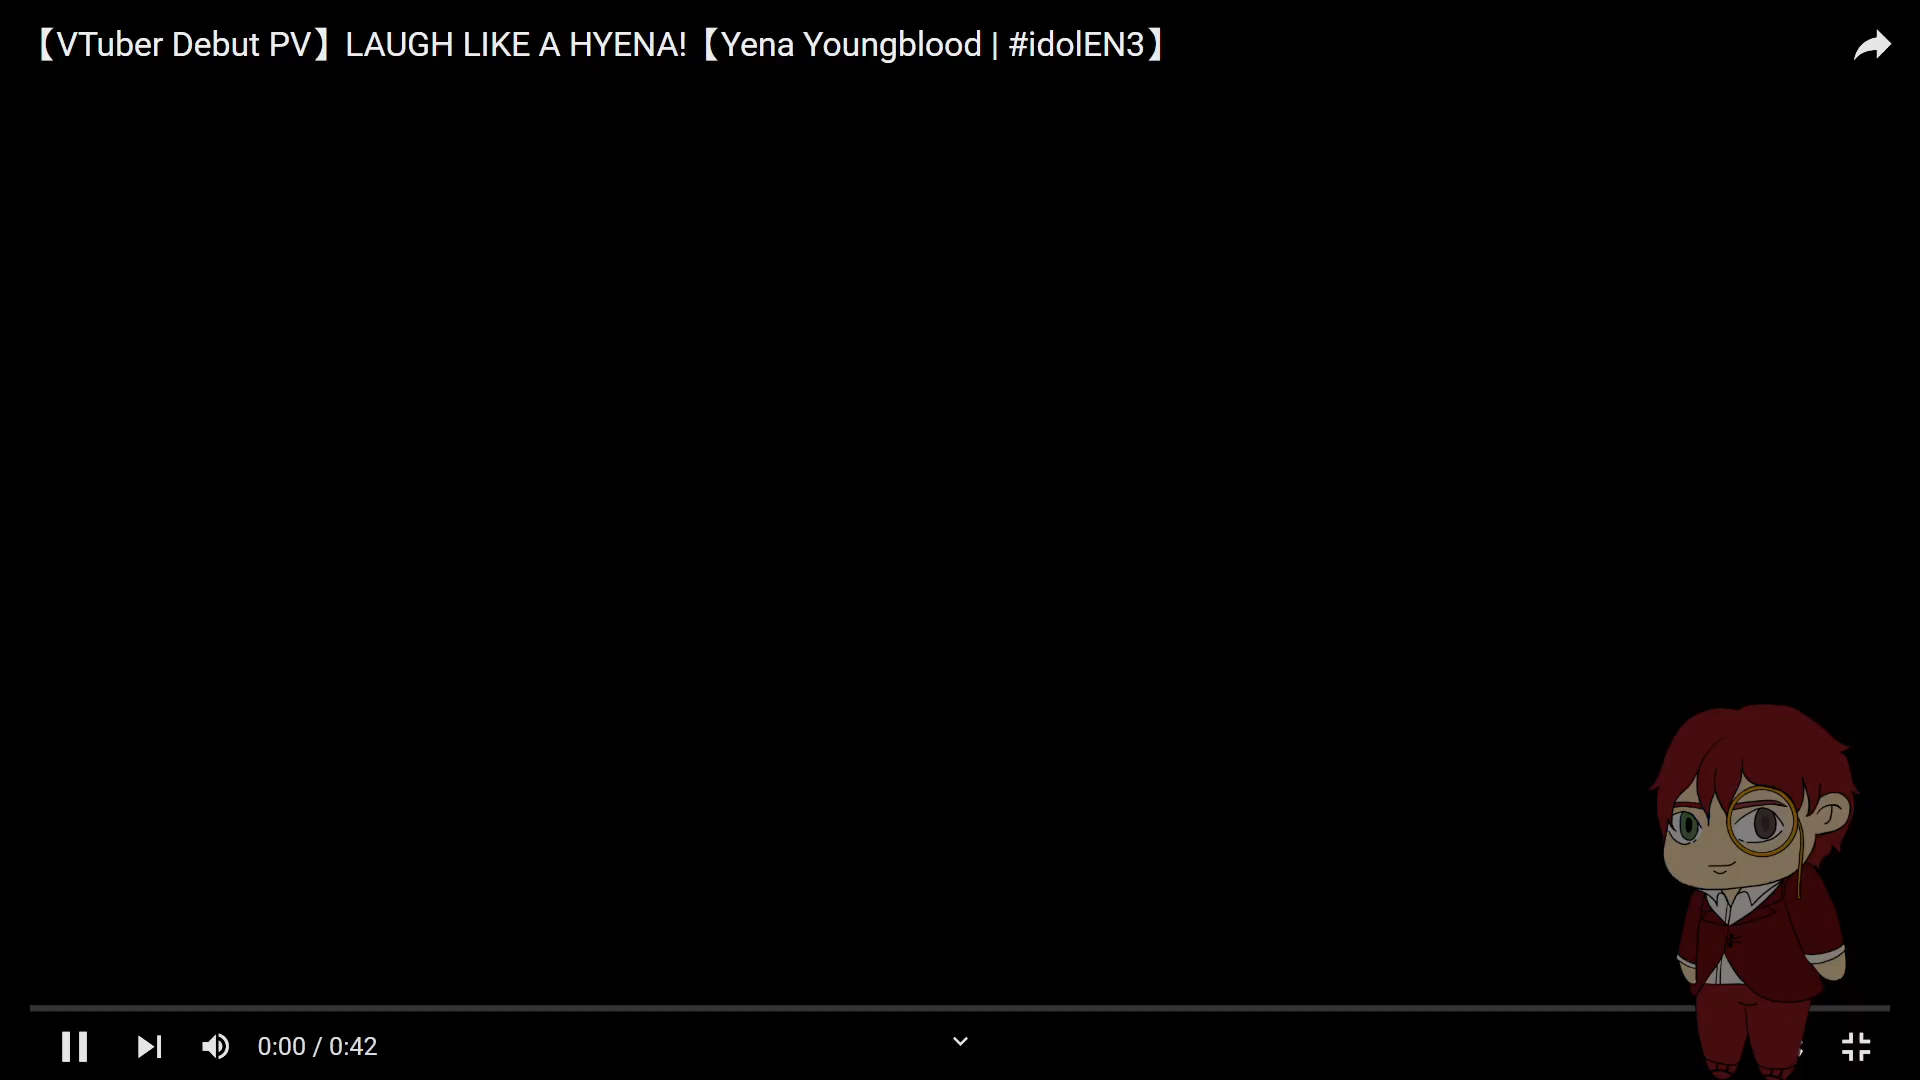 【VTuber Debut PV】LAUGH LIKE A HYENA!【Yena Youngblood | #idolEN3】
0:00 / 0:42